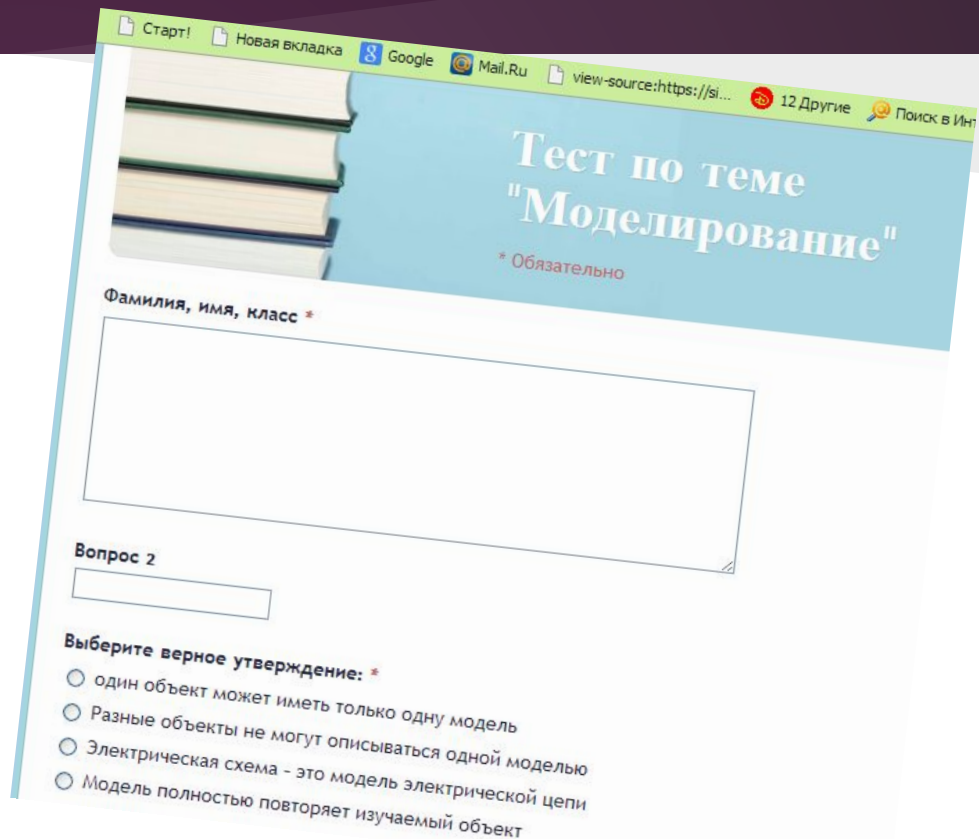 Старт! Новая вкладка Google Mail.Ru view-source:https://si... 12 Другие Поиск в Инт
Тест по теме
"Моделирование"
* Обязательно
Фамилия, имя, класс *
Вопрос 2
Выберите верное утверждение: *
один объект может иметь только одну модель
Разные объекты не могут описываться одной моделью
Электрическая схема - это модель электрической цепи
Модель полностью повторяет изучаемый объект